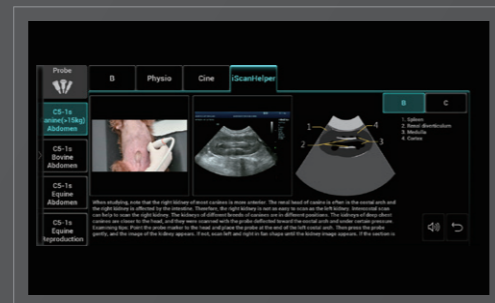 Probe
B
Physio
Cine
iScanHelper
C5-1s
anine(>15kg)
Abdomen
C5-1s
Bovine
Abdomen
C5-1s
Equine
Abdomen
C5-1s
Equine
Reproduction
1
2
3
4
B
C
1. Spleen
2. Renal diverticulum
3. Medulla
4. Cortex
When studying, note that the right kidney of most canines is more anterior. The renal head of canine is often in the costal arch and
the right kidney is affected by the intestine. Therefore, the right kidney is not as easy to scan as the left kidney. Intercostal scan
can help to scan the right kidney. The kidneys of different breeds of canines are in different positions. The kidneys of deep chest
canines are closer to the head, and they were scanned with the probe deflected toward the costal arch and under certain pressure.
Examining tips: Point the probe marker to the head and place the probe at the end of the left costal arch. Then press the probe
gently, and the image of the kidney appears. If not, scan left and right in fan shape until the kidney image appears. If the section is